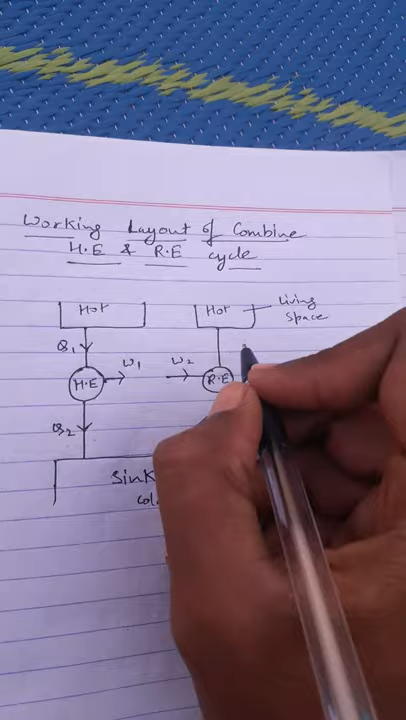 Working Layout of Combine
H.E & R.E cycle
Hot
Hot
Living
space
Q1
W1
W2
H.E
R.E
Q2
Sink